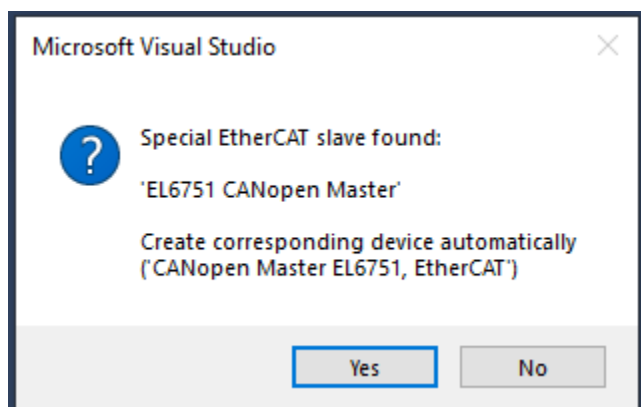 Microsoft Visual Studio
?
Special EtherCAT slave found:
'EL6751 CANopen Master'
Create corresponding device automatically
('CANopen Master EL6751, EtherCAT')
Yes No